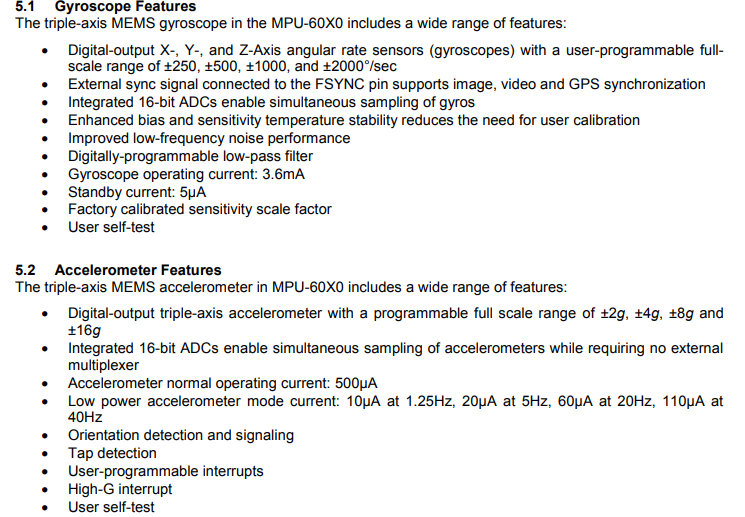 5.1 Gyroscope Features
The triple-axis MEMS gyroscope in the MPU-60X0 includes a wide range of features:
• Digital-output X-, Y-, and Z-Axis angular rate sensors (gyroscopes) with a user-programmable full-
scale range of ±250, ±500, ±1000, and ±2000°/sec
• External sync signal connected to the FSYNC pin supports image, video and GPS synchronization
• Integrated 16-bit ADCs enable simultaneous sampling of gyros
• Enhanced bias and sensitivity temperature stability reduces the need for user calibration
• Improved low-frequency noise performance
• Digitally-programmable low-pass filter
• Gyroscope operating current: 3.6mA
• Standby current: 5µA
• Factory calibrated sensitivity scale factor
• User self-test
5.2 Accelerometer Features
The triple-axis MEMS accelerometer in MPU-60X0 includes a wide range of features:
• Digital-output triple-axis accelerometer with a programmable full scale range of ±2g, ±4g, ±8g and
±16g
• Integrated 16-bit ADCs enable simultaneous sampling of accelerometers while requiring no external
multiplexer
• Accelerometer normal operating current: 500µA
• Low power accelerometer mode current: 10µA at 1.25Hz, 20µA at 5Hz, 60µA at 20Hz, 110µA at
40Hz
• Orientation detection and signaling
• Tap detection
• User-programmable interrupts
• High-G interrupt
• User self-test